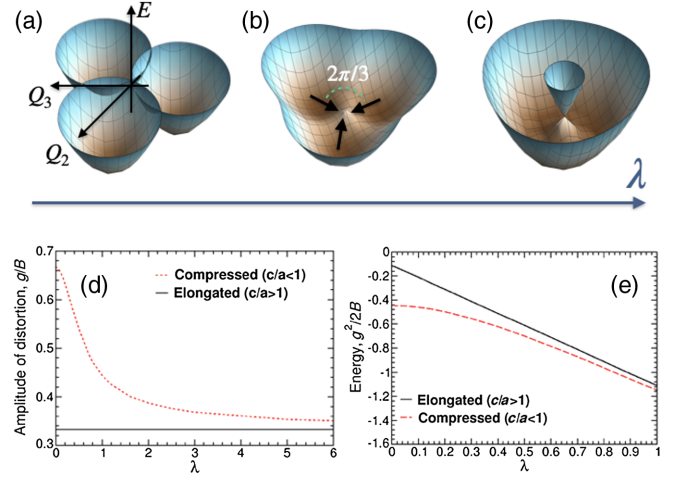 (a)
E
Q3
Q2
(b)
2π/3
(c)
λ
(d)
0.7
0.6
0.5
0.4
0.3
Amplitude of distortion, g/B
Compressed (c/a<1)
Elongated (c/a>1)
0 1 2 3 4 5 6
λ
(e)
0
-0.2
-0.4
-0.6
-0.8
-1
-1.2
-1.4
-1.6
Energy, g²/2B
Elongated (c/a>1)
Compressed (c/a<1)
0 0.1 0.2 0.3 0.4 0.5 0.6 0.7 0.8 0.9 1
λ